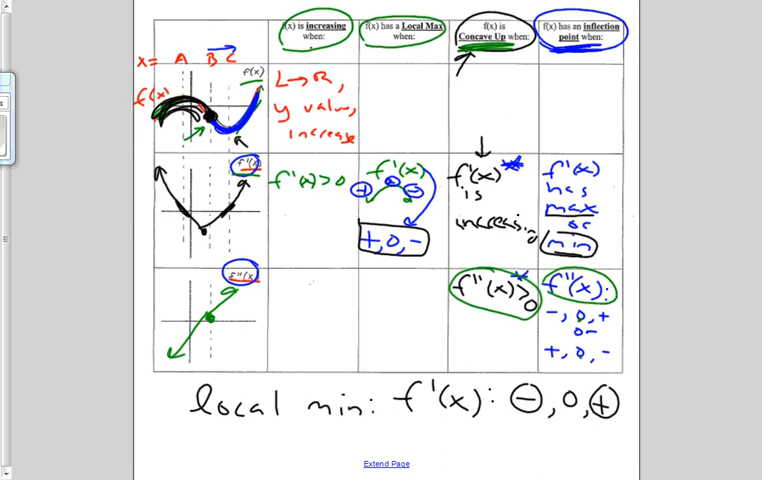 f(x) is increasing
when:
f(x) has a Local Max
when:
f(x) is
Concave Up when:
f(x) has an inflection
point when:
x= A B C
f(x)
f(x)
L→R,
y value,
increase
f'(x)
f'(x)>0
f'(x)
+ 0 -
+,0,-
f'(x)
is
increasing
f'(x)
has
max
or
min
f''(x)
f''(x)>0
f''(x):
-,0,+
or
+,0,-
local min: f'(x): -,0,+
Extend Page